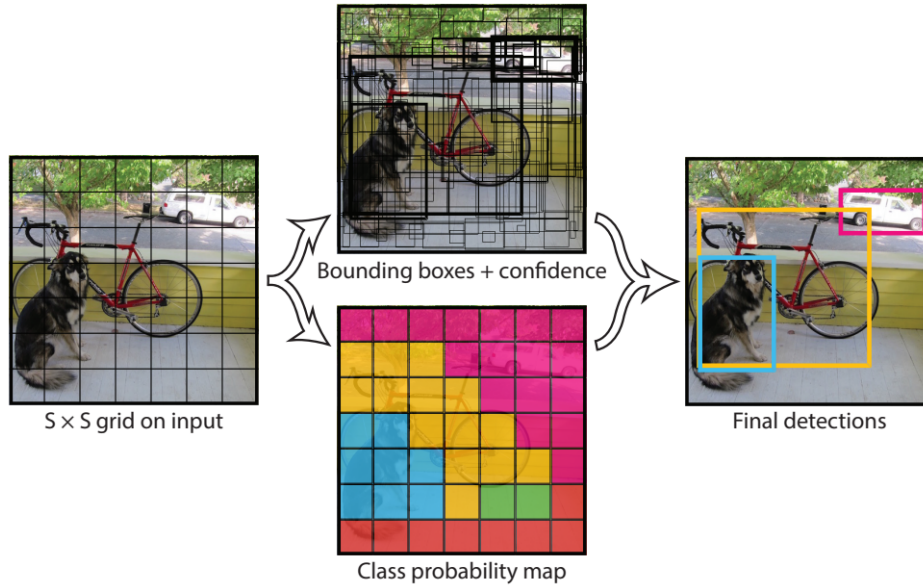 Bounding boxes + confidence
S × S grid on input
Final detections
Class probability map